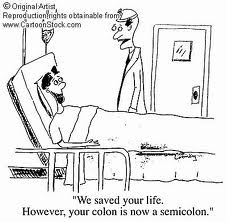 © Original Artist
Reproduction rights obtainable from
www.CartoonStock.com
"We saved your life.
However, your colon is now a semicolon."